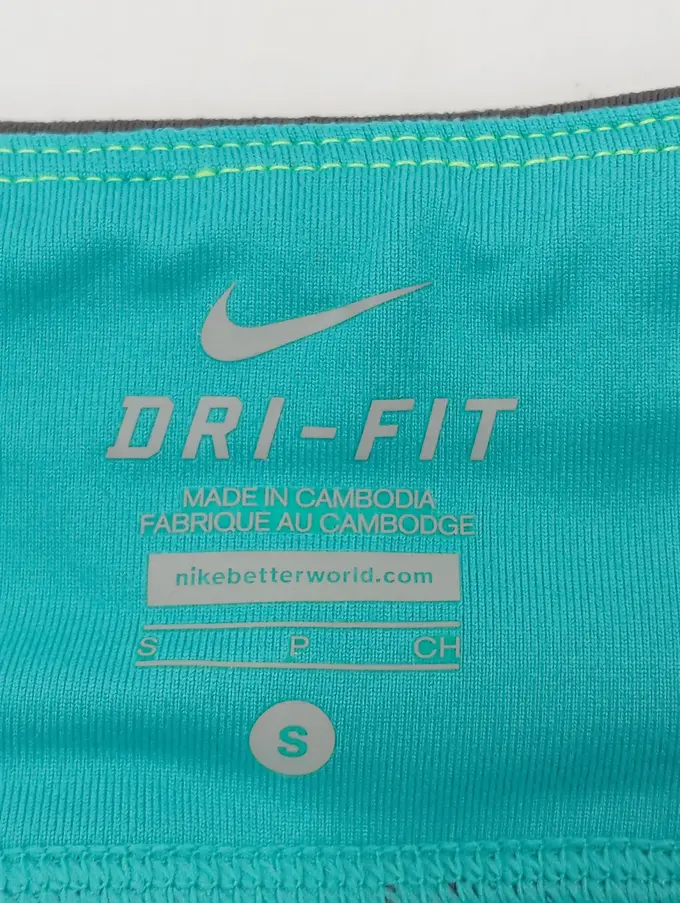 DRI-FIT
MADE IN CAMBODIA
FABRIQUE AU CAMBODGE
nikebetterworld.com
S P CH
S